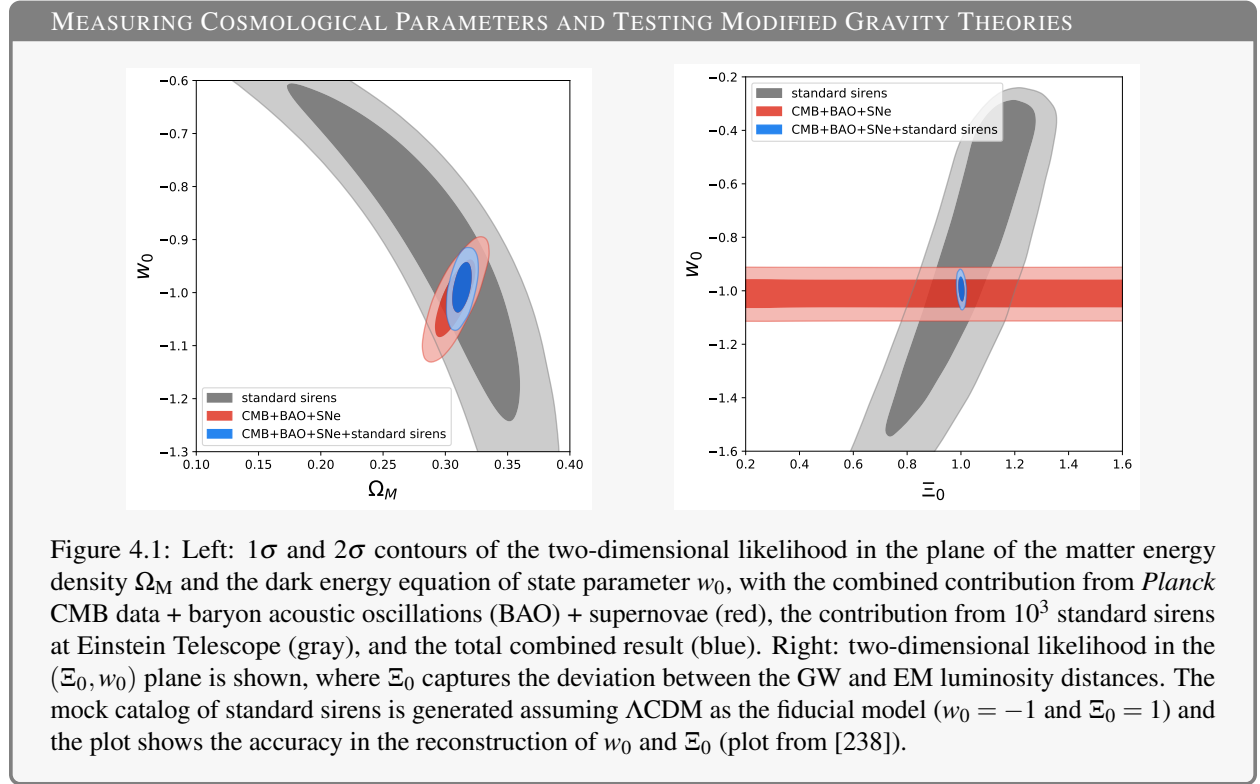 MEASURING COSMOLOGICAL PARAMETERS AND TESTING MODIFIED GRAVITY THEORIES
−0.6
−0.7
−0.8
−0.9
−1.0
−1.1
−1.2
−1.3
w0
standard sirens
CMB+BAO+SNe
CMB+BAO+SNe+standard sirens
0.10 0.15 0.20 0.25 0.30 0.35 0.40
ΩM
−0.2
−0.4
−0.6
−0.8
−1.0
−1.2
−1.4
−1.6
w0
standard sirens
CMB+BAO+SNe
CMB+BAO+SNe+standard sirens
0.2 0.4 0.6 0.8 1.0 1.2 1.4 1.6
Ξ0
Figure 4.1: Left: 1σ and 2σ contours of the two-dimensional likelihood in the plane of the matter energy
density ΩM and the dark energy equation of state parameter w0, with the combined contribution from Planck
CMB data + baryon acoustic oscillations (BAO) + supernovae (red), the contribution from 10³ standard sirens
at Einstein Telescope (gray), and the total combined result (blue). Right: two-dimensional likelihood in the
(Ξ0, w0) plane is shown, where Ξ0 captures the deviation between the GW and EM luminosity distances. The
mock catalog of standard sirens is generated assuming ΛCDM as the fiducial model (w0 = −1 and Ξ0 = 1) and
the plot shows the accuracy in the reconstruction of w0 and Ξ0 (plot from [238]).